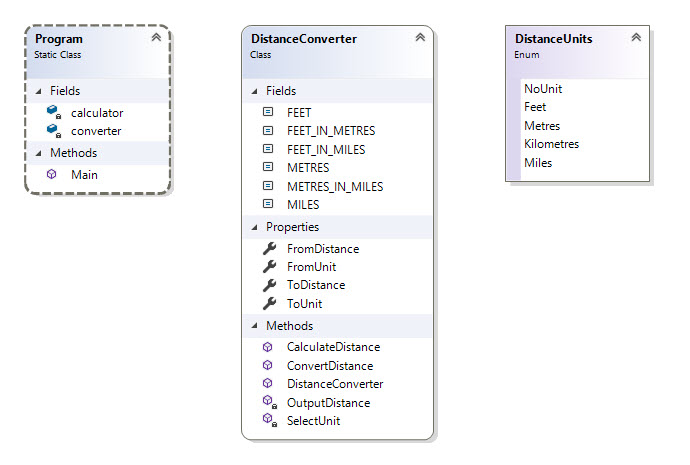 Program
Static Class
Fields
calculator
converter
Methods
Main
DistanceConverter
Class
Fields
FEET
FEET_IN_METRES
FEET_IN_MILES
METRES
METRES_IN_MILES
MILES
Properties
FromDistance
FromUnit
ToDistance
ToUnit
Methods
CalculateDistance
ConvertDistance
DistanceConverter
OutputDistance
SelectUnit
DistanceUnits
Enum
NoUnit
Feet
Metres
Kilometres
Miles